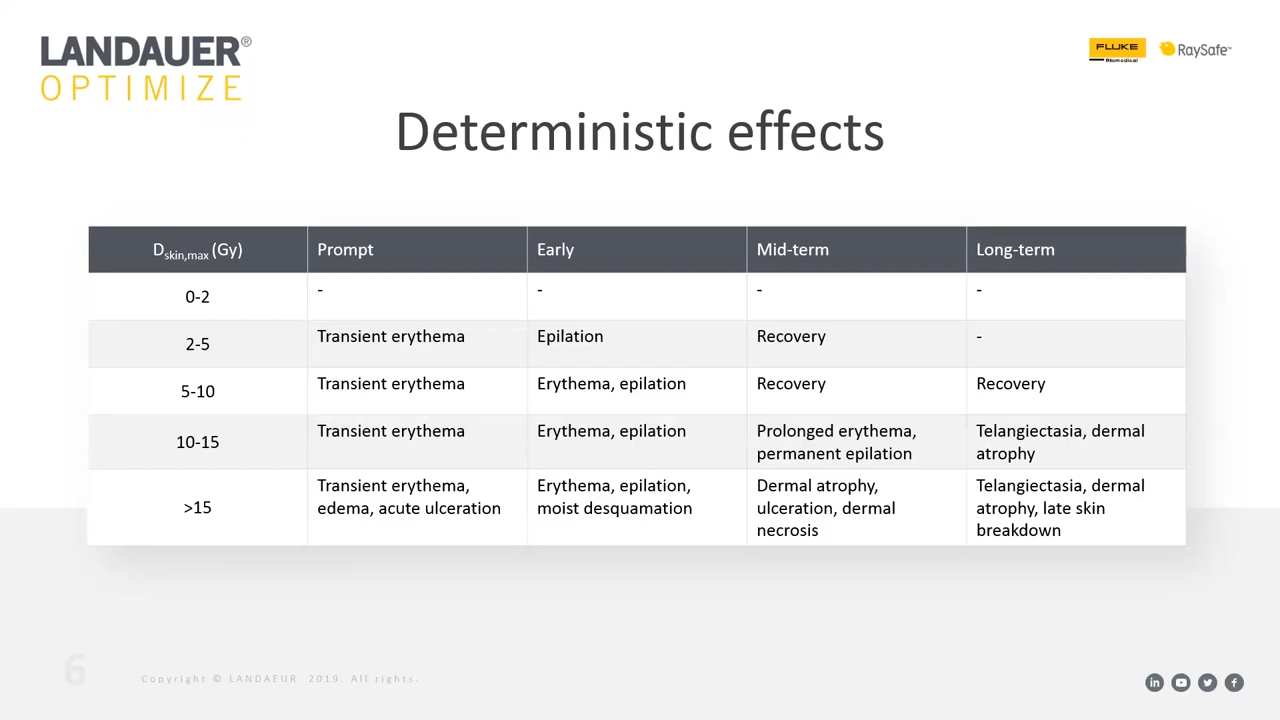 LANDAUER®
OPTIMIZE
FLUKE
Biomedical
RaySafe™
Deterministic effects
Dskin,max (Gy) Prompt Early Mid-term Long-term
0-2 - - - -
2-5 Transient erythema Epilation Recovery -
5-10 Transient erythema Erythema, epilation Recovery Recovery
10-15 Transient erythema Erythema, epilation Prolonged erythema, Telangiectasia, dermal
permanent epilation atrophy
>15 Transient erythema, Erythema, epilation, Dermal atrophy, Telangiectasia, dermal
edema, acute ulceration moist desquamation ulceration, dermal atrophy, late skin
necrosis breakdown
6 Copyright © LANDAEUR 2019. All rights.
in f